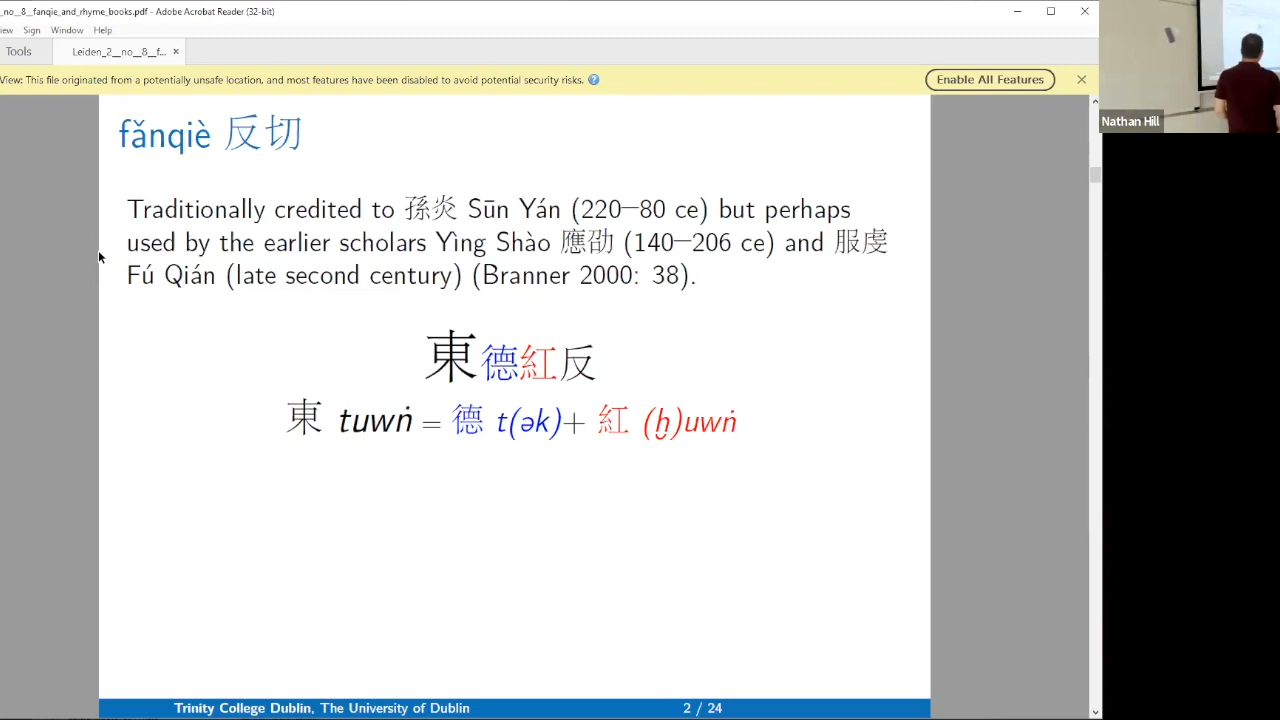 _no__8__fanqie_and_rhyme_books.pdf - Adobe Acrobat Reader (32-bit)
iew Sign Window Help
Tools Leiden_2__no__8__f... ×
View: This file originated from a potentially unsafe location, and most features have been disabled to avoid potential security risks. Enable All Features
fǎnqiè 反切
Traditionally credited to 孫炎 Sūn Yán (220—80 ce) but perhaps
used by the earlier scholars Yìng Shào 應劭 (140—206 ce) and 服虔
Fú Qián (late second century) (Branner 2000: 38).
東德紅反
東 tuwṅ = 德 t(ək)+ 紅 (ḫ)uwṅ
Trinity College Dublin, The University of Dublin 2 / 24
Nathan Hill